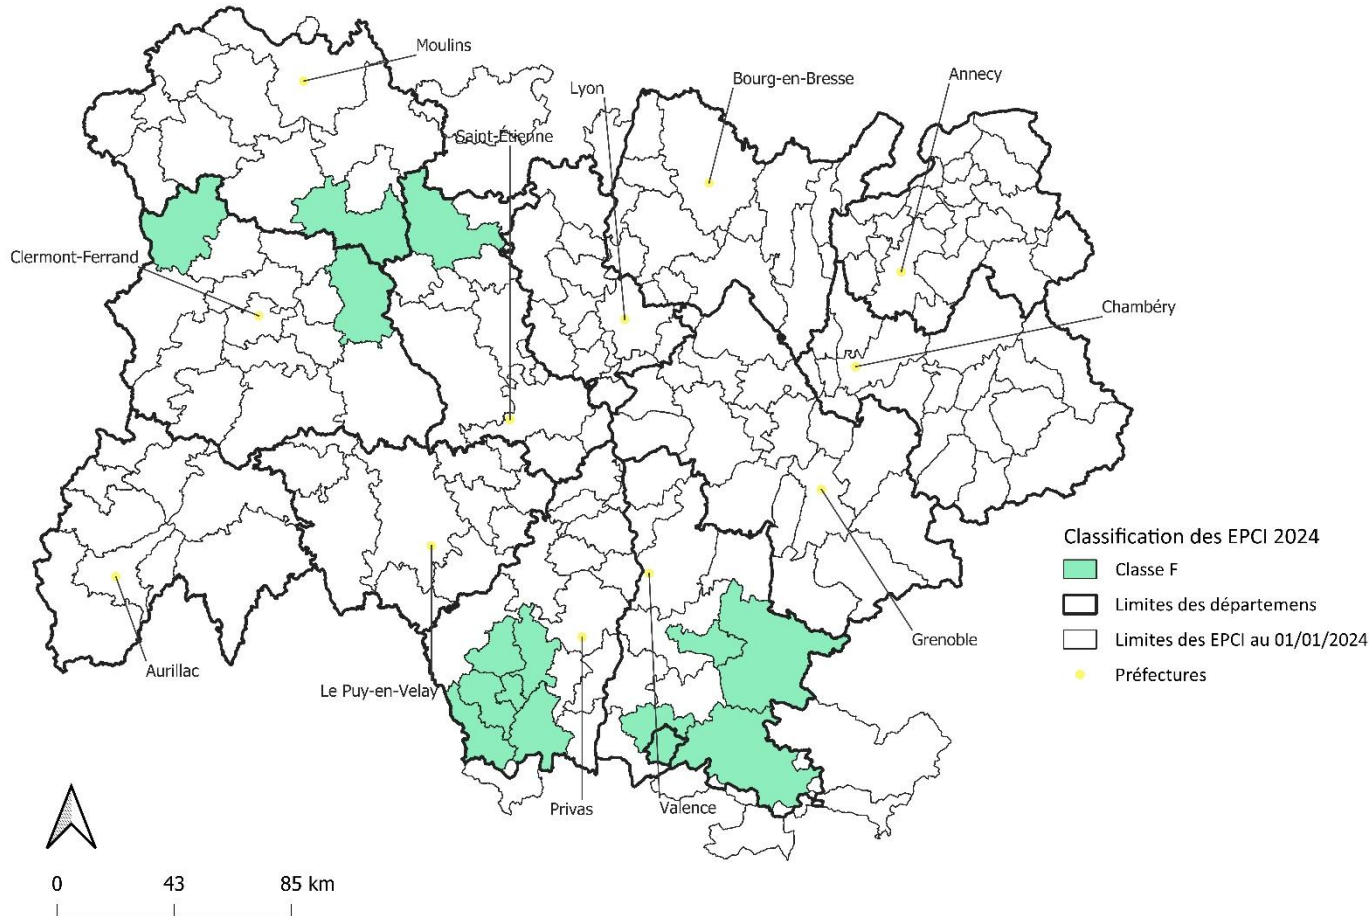 Moulins
Lyon
Bourg-en-Bresse
Annecy
Saint-Étienne
Clermont-Ferrand
Chambéry
Classification des EPCI 2024
Classe F
Limites des départemens
Limites des EPCI au 01/01/2024
Préfectures
Grenoble
Aurillac
Le Puy-en-Velay
Privas
Valence
0 43 85 km